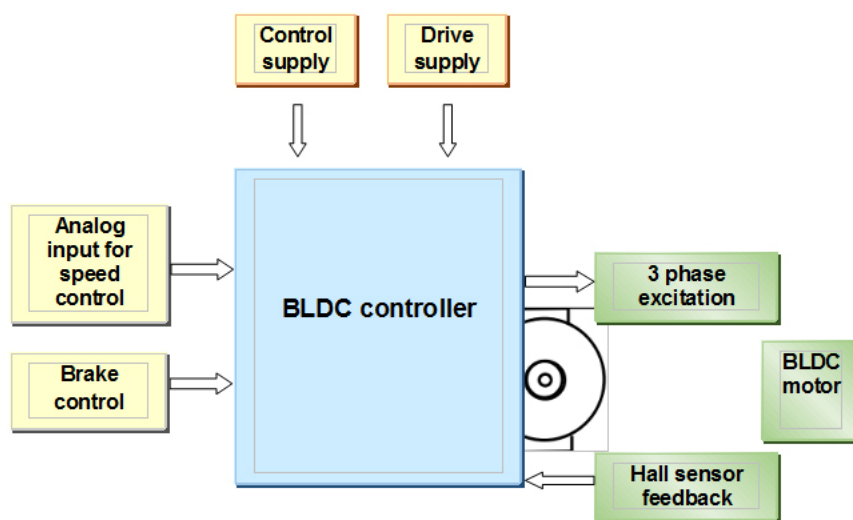 Control
supply
Drive
supply
Analog
input for
speed
control
BLDC controller
3 phase
excitation
Brake
control
BLDC
motor
Hall sensor
feedback